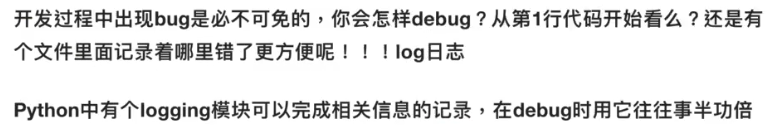 开发过程中出现bug是必不可免的，你会怎样debug？从第1行代码开始看么？还是有
个文件里面记录着哪里错了更方便呢！！！log日志
Python中有个logging模块可以完成相关信息的记录，在debug时用它往往事半功倍